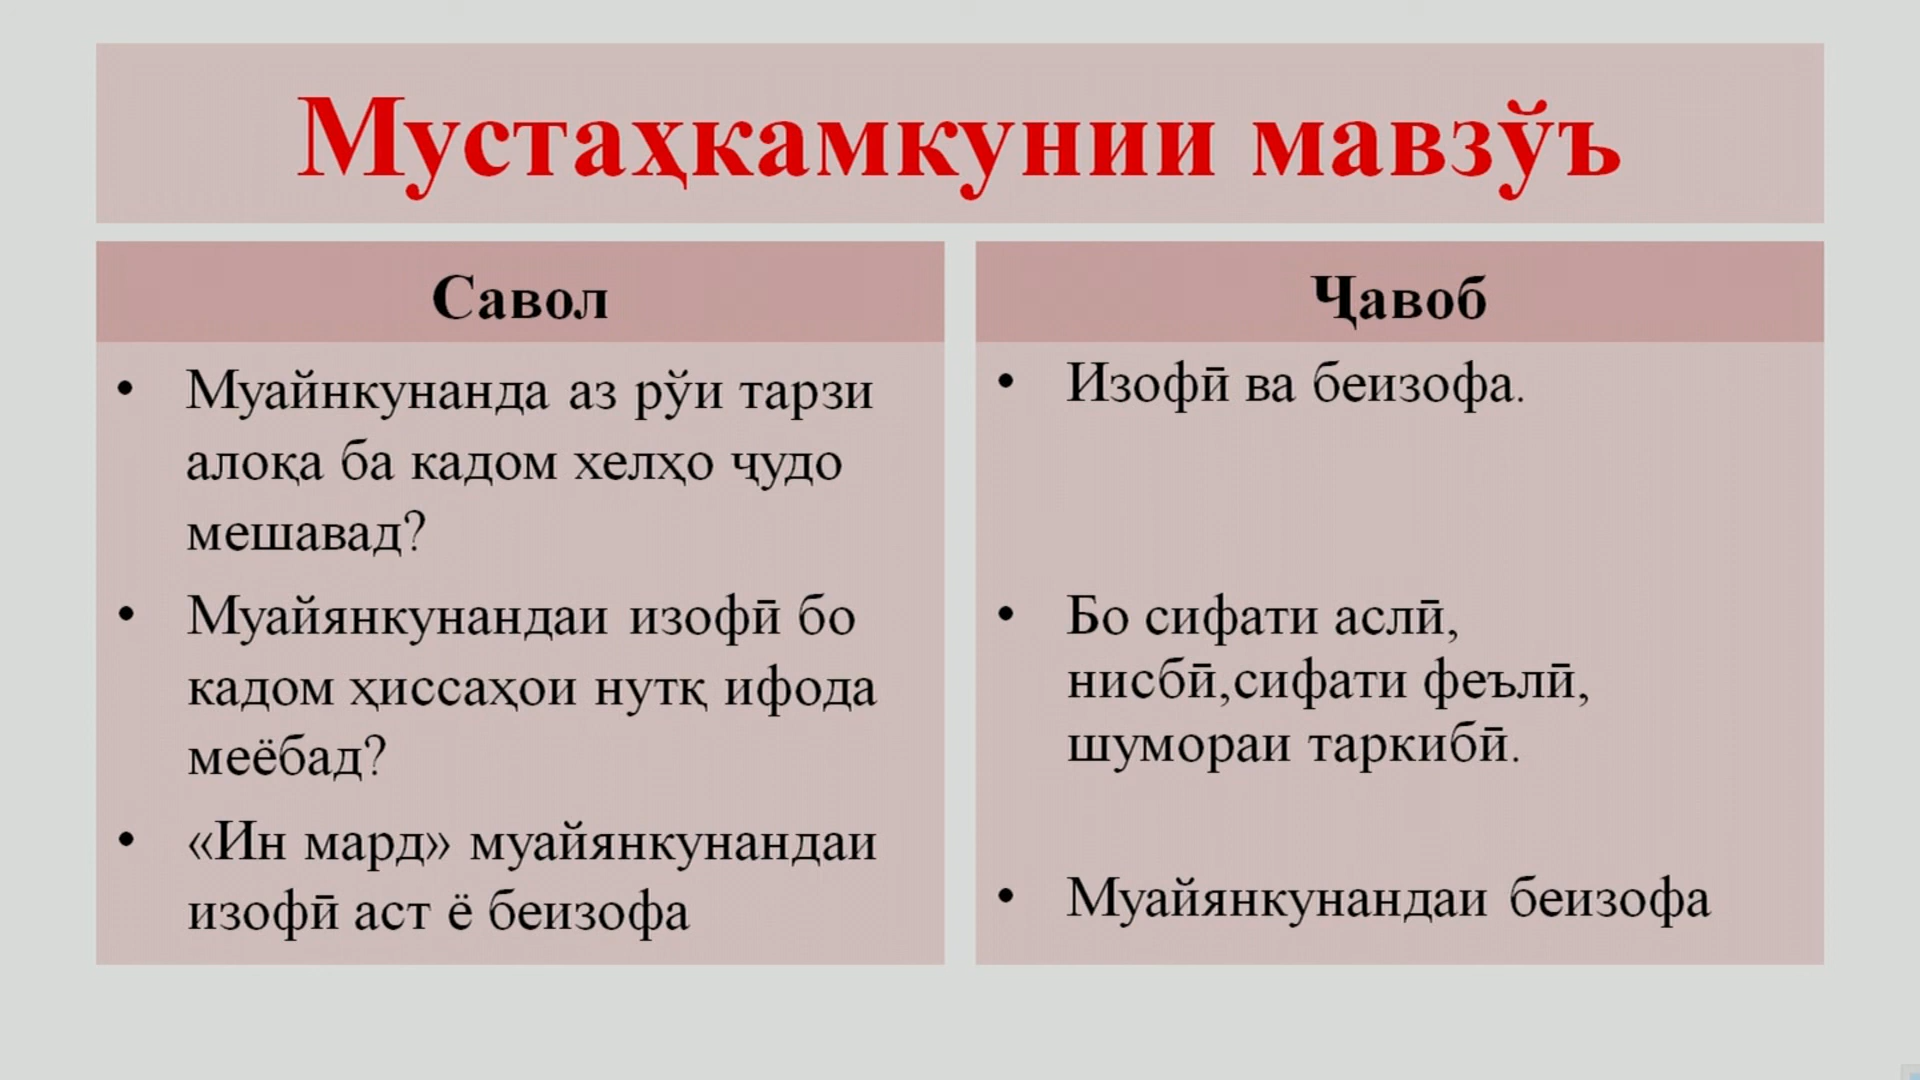 Мустаҳкамкунии мавзўъ
Савол
• Муайнкунанда аз рўи тарзи
алоқа ба кадом хелҳо ҷудо
мешавад?
• Муайянкунандаи изофӣ бо
кадом ҳиссаҳои нутқ ифода
меёбад?
• «Ин мард» муайянкунандаи
изофӣ аст ё беизофа
Ҷавоб
• Изофӣ ва беизофа.
• Бо сифати аслӣ,
нисбӣ,сифати феълӣ,
шумораи таркибӣ.
• Муайянкунандаи беизофа